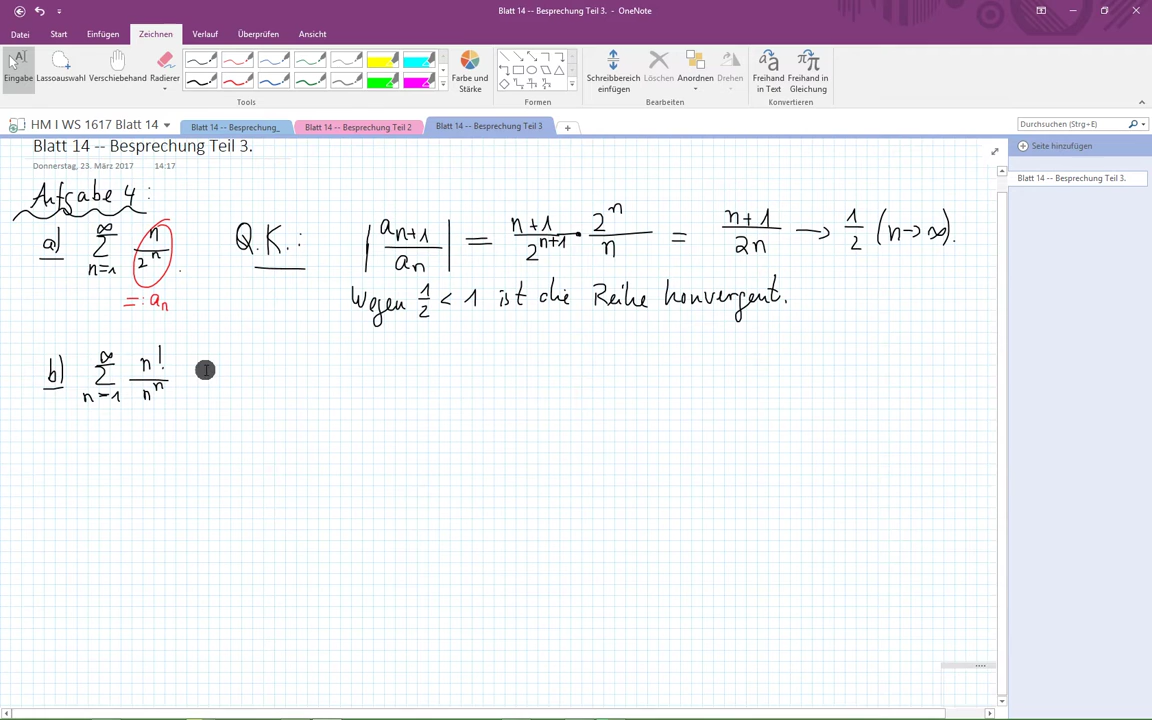 Blatt 14 -- Besprechung Teil 3. - OneNote
Datei Start Einfügen Zeichnen Verlauf Überprüfen Ansicht
Eingabe Lassoauswahl Verschiebehand Radierer Farbe und Stärke Schreibbereich einfügen Löschen Anordnen Drehen Freihand in Text Freihand in Gleichung
Tools Formen Bearbeiten Konvertieren
HM I WS 1617 Blatt 14 Blatt 14 -- Besprechung_ Blatt 14 -- Besprechung Teil 2 Blatt 14 -- Besprechung Teil 3 Durchsuchen (Strg+E)
Seite hinzufügen
Blatt 14 -- Besprechung Teil 3.
Blatt 14 -- Besprechung Teil 3.
Donnerstag, 23. März 2017 14:17
Aufgabe 4:
a) ∑_{n=1}^{∞} n/2^n . Q.K.: |a_{n+1}/a_n| = (n+1)/2^{n+1} · 2^n/n = (n+1)/2n → 1/2 (n→∞).
=: a_n
Wegen 1/2 < 1 ist die Reihe konvergent.
b) ∑_{n=1}^{∞} n!/n^n